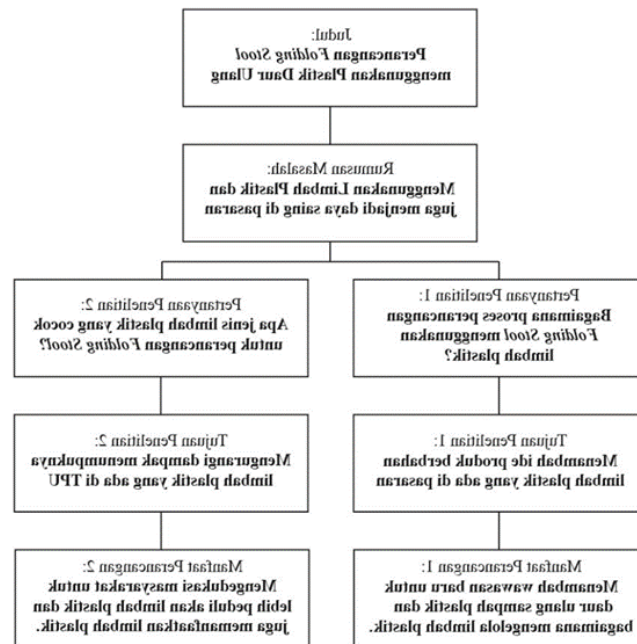 Judul:
Perancangan Folding Stool
menggunakan Plastik Daur Ulang
Rumusan Masalah:
Menggunakan Limbah Plastik dan
juga menjadi daya saing di pasaran
Pertanyaan Penelitian 1:
Bagaimana proses perancangan
Folding Stool menggunakan
limbah plastik?
Pertanyaan Penelitian 2:
Apa jenis limbah plastik yang cocok
untuk perancangan Folding Stool?
Tujuan Penelitian 1:
Menambah ide produk berbahan
limbah plastik yang ada di pasaran
Tujuan Penelitian 2:
Mengurangi dampak menumpuknya
limbah plastik yang ada di TPU
Manfaat Perancangan 1:
Menambah wawasan baru untuk
daur ulang sampah plastik dan
bagaimana mengelola limbah plastik.
Manfaat Perancangan 2:
Mengedukasi masyarakat untuk
lebih peduli akan limbah plastik dan
juga memanfaatkan limbah plastik.